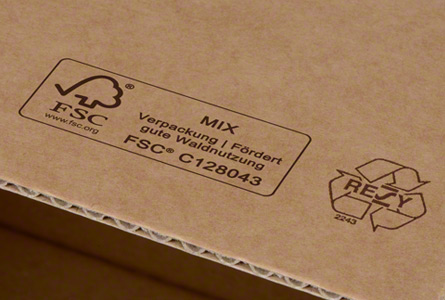 FSC®
www.fsc.org
MIX
Verpackung | Fördert
gute Waldnutzung
FSC® C128043
RESY
2243